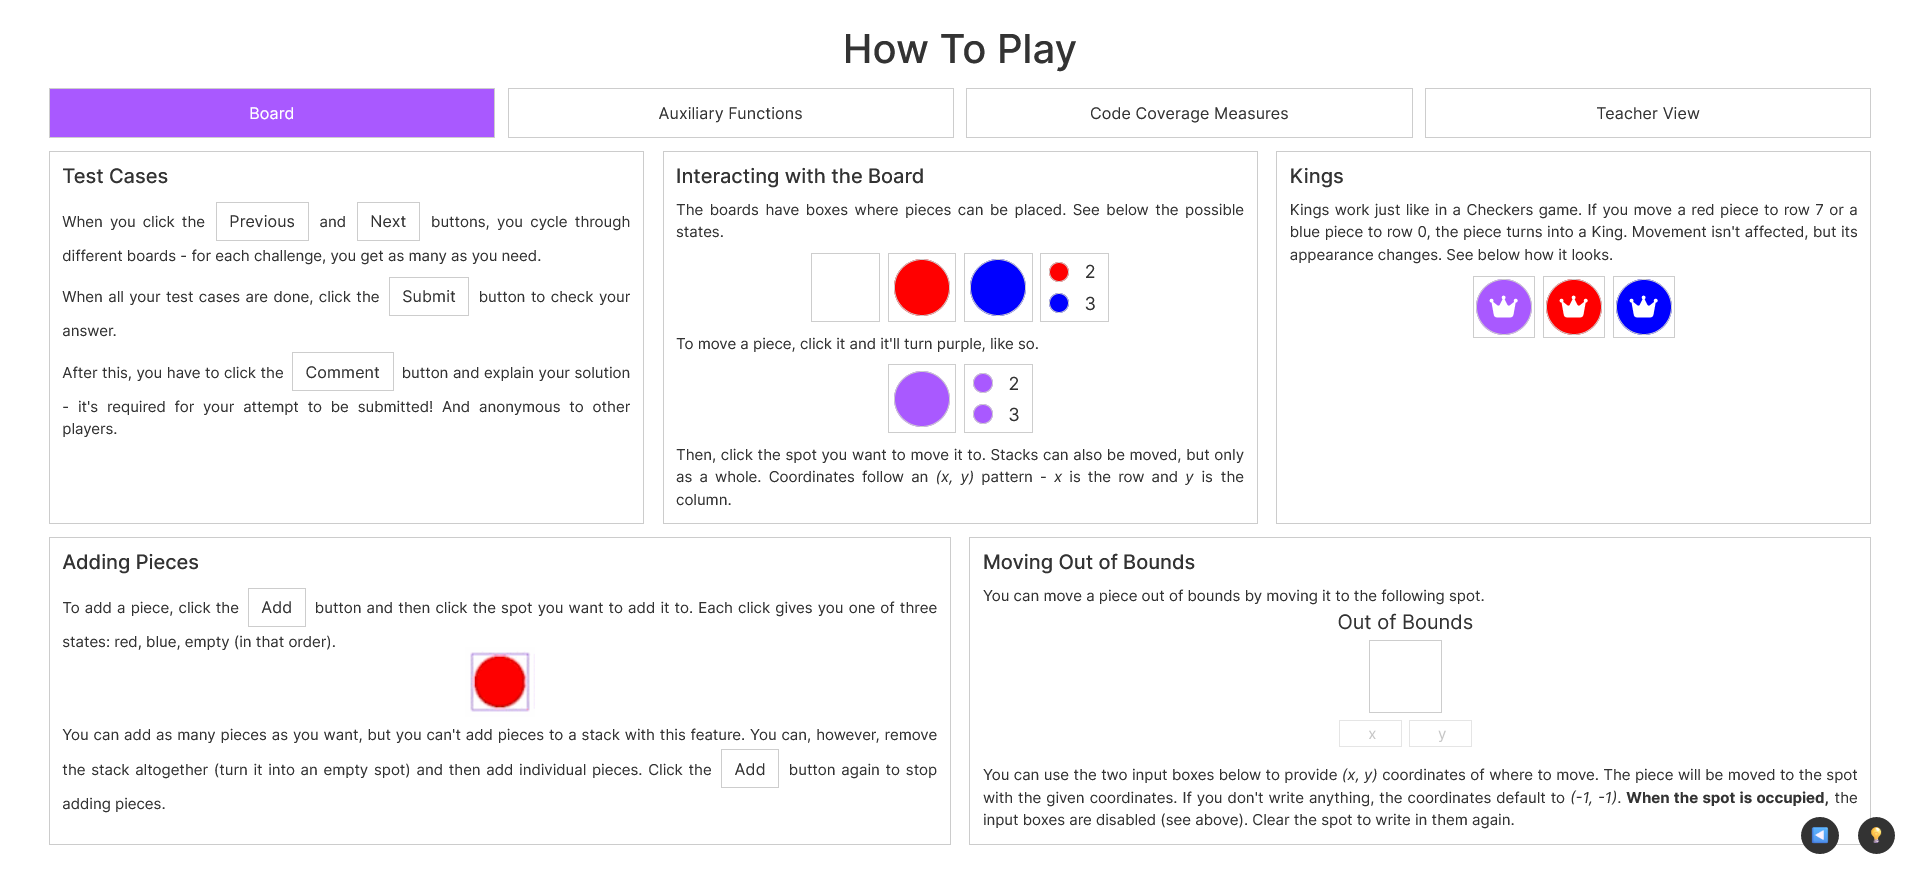 How To Play
Board
Auxiliary Functions
Code Coverage Measures
Teacher View
Test Cases
When you click the Previous and Next buttons, you cycle through
different boards - for each challenge, you get as many as you need.
When all your test cases are done, click the Submit button to check your
answer.
After this, you have to click the Comment button and explain your solution
- it's required for your attempt to be submitted! And anonymous to other
players.
Interacting with the Board
The boards have boxes where pieces can be placed. See below the possible
states.
2
3
To move a piece, click it and it'll turn purple, like so.
2
3
Then, click the spot you want to move it to. Stacks can also be moved, but only
as a whole. Coordinates follow an (x, y) pattern - x is the row and y is the
column.
Kings
Kings work just like in a Checkers game. If you move a red piece to row 7 or a
blue piece to row 0, the piece turns into a King. Movement isn't affected, but its
appearance changes. See below how it looks.
Adding Pieces
To add a piece, click the Add button and then click the spot you want to add it to. Each click gives you one of three
states: red, blue, empty (in that order).
You can add as many pieces as you want, but you can't add pieces to a stack with this feature. You can, however, remove
the stack altogether (turn it into an empty spot) and then add individual pieces. Click the Add button again to stop
adding pieces.
Moving Out of Bounds
You can move a piece out of bounds by moving it to the following spot.
Out of Bounds
x
y
You can use the two input boxes below to provide (x, y) coordinates of where to move. The piece will be moved to the spot
with the given coordinates. If you don't write anything, the coordinates default to (-1, -1). When the spot is occupied, the
input boxes are disabled (see above). Clear the spot to write in them again.